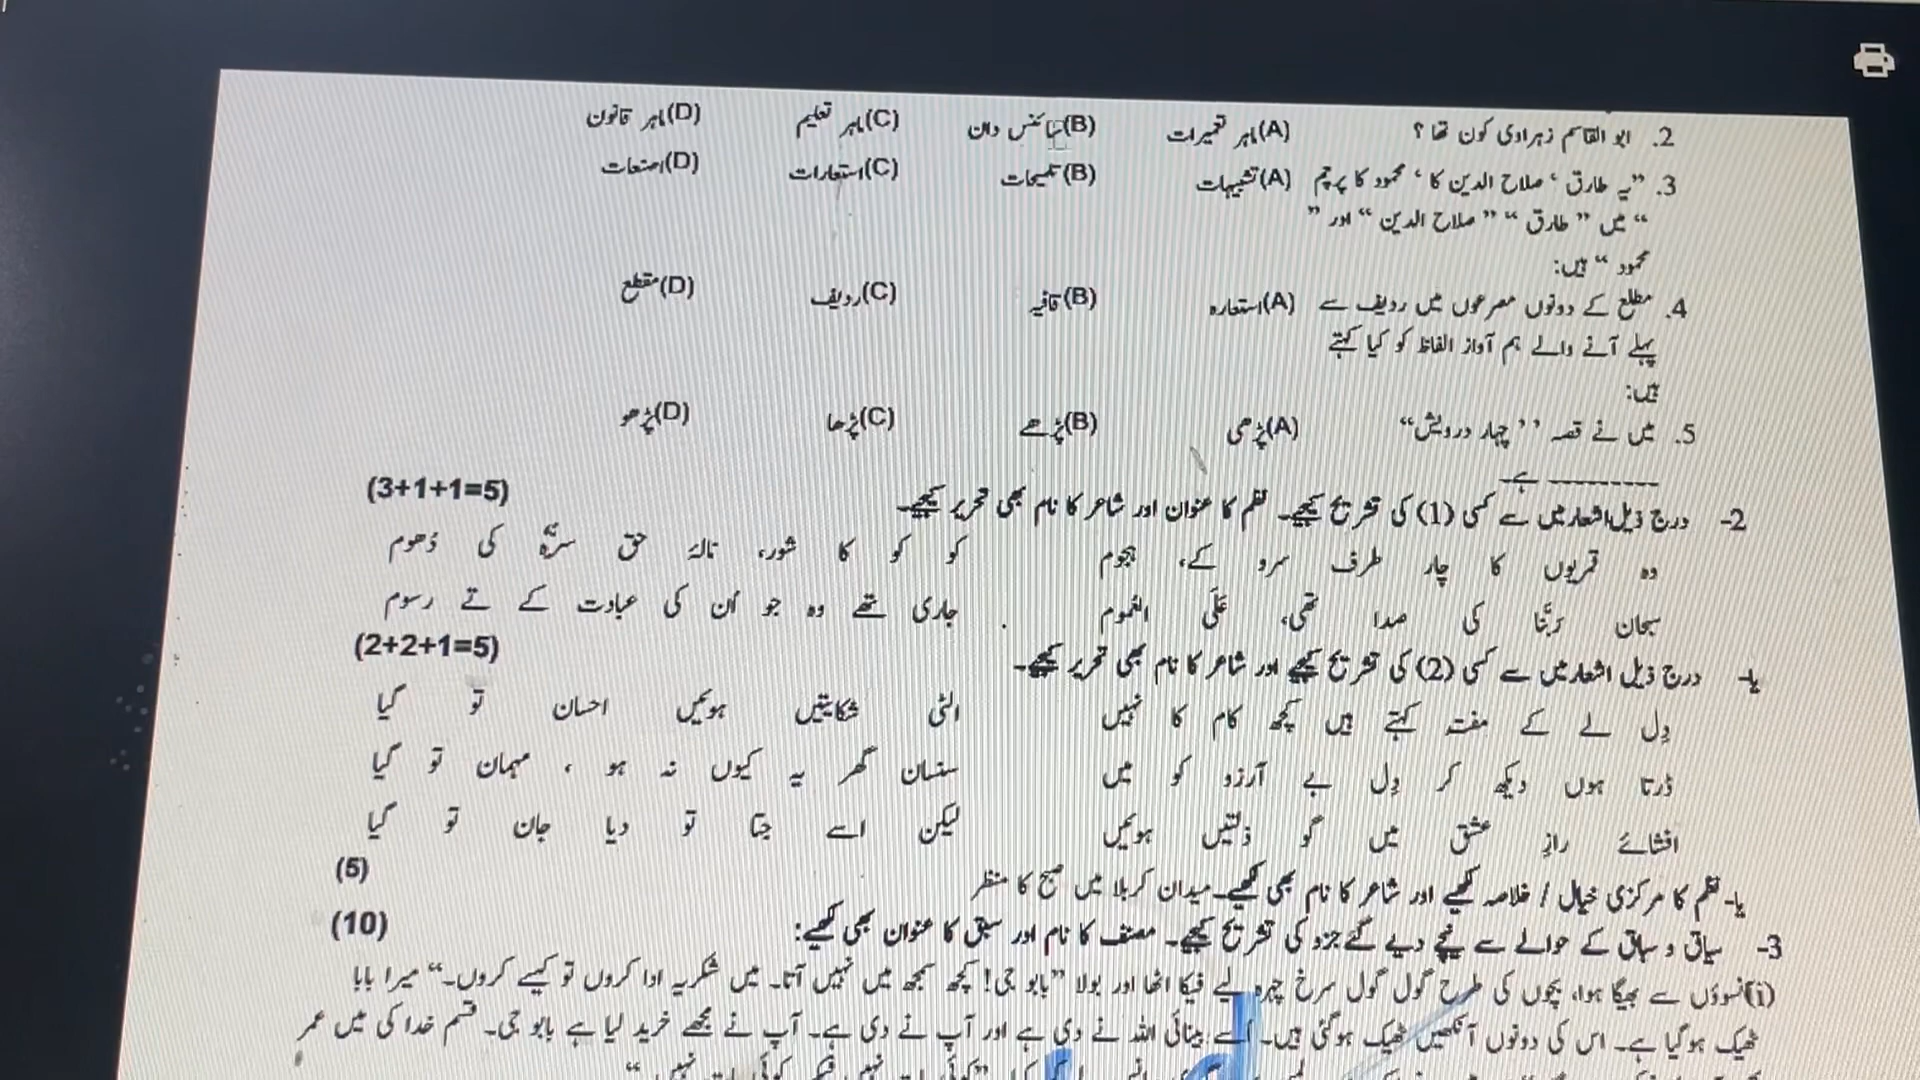 2. ابو القاسم زہراوی کون تھا ؟ (A)ماہر تعمیرات (B)سائنس دان (C)ماہر تعلیم (D)ماہر قانون
3. ”یہ طارق ‘ صلاح الدین کا ‘ محمود کا پرچم (A)تشبیہات (B)تلمیحات (C)استعارات (D)صنعات
“ میں ” طارق “ ” صلاح الدین “ اور ”
محمود “ ہیں:
4. مطلع کے دونوں مصرعوں میں ردیف سے (A)استعارہ (B)قافیہ (C)ردیف (D)مقطع
پہلے آنے والے ہم آواز الفاظ کو کیا کہتے
ہیں:
5. میں نے قصہ ’’ چہار درویش“ (A)پڑھی (B)پڑھے (C)پڑھا (D)پڑھو
_________ ہے۔
2- درج ذیل اشعار میں سے کسی (1) کی تشریح کیجیے۔ نظم کا عنوان اور شاعر کا نام بھی تحریر کیجیے۔ (3+1+1=5)
وہ قمریوں کا چار طرف سرو کے، ہجوم کو کو کا شور، نالۂ حق سرہٗ کی دُھوم
سبحان رَبَّنا کی صدا تھی، عَلَی العُموم جاری تھے وہ جو اُن کی عبادت کے تے رسوم
یا- درج ذیل اشعار میں سے کسی (2) کی تشریح کیجیے اور شاعر کا نام بھی تحریر کیجیے۔ (2+2+1=5)
دِل لے کے مفت کہتے ہیں کچھ کام کا نہیں الٹی شکایتیں ہوئیں احسان تو گیا
ڈرتا ہوں دیکھ کر دِل بے آرزو کو میں سنسان گھر یہ کیوں نہ ہو ، مہمان تو گیا
افشائے رازِ عشق میں گو ذلتیں ہوئیں لیکن اسے جتا تو دیا جان تو گیا
یا- نظم کا مرکزی خیال / خلاصہ لکھیے اور شاعر کا نام بھی لکھیے۔ میدان کربلا میں صبح کا منظر (5)
3- سیاق و سباق کے حوالے سے نیچے دیے گئے جزو کی تشریح کیجیے۔ مصنف کا نام اور سبق کا عنوان بھی لکھیے: (10)
(i)نسوؤں سے بھیگا ہوا، بچوں کی طرح گول گول سرخ چہرہ لیے فیکا اٹھا اور بولا ”بابو جی! کچھ سمجھ میں نہیں آتا۔ میں شکریہ ادا کروں تو کیسے کروں۔“ میرا بابا
ٹھیک ہوگیا ہے۔ اس کی دونوں آنکھیں ٹھیک ہوگئی ہیں۔ اسے بینائی اللہ نے دی ہے اور آپ نے دی ہے۔ آپ نے مجھے خرید لیا ہے بابو جی۔ قسم خدا کی میں عمر